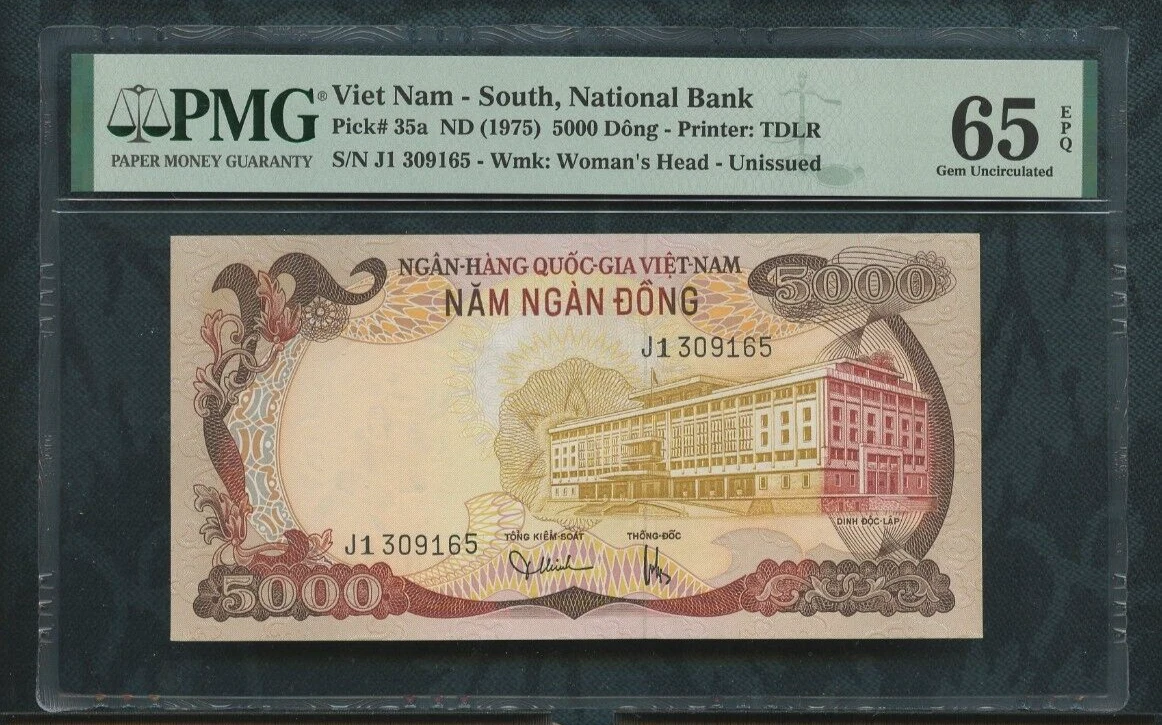 PMG®
PAPER MONEY GUARANTY
Viet Nam - South, National Bank
Pick# 35a ND (1975) 5000 Dông - Printer: TDLR
S/N J1 309165 - Wmk: Woman's Head - Unissued
65
EPQ
Gem Uncirculated
NGÂN-HÀNG QUỐC-GIA VIỆT-NAM
NĂM NGÀN ĐỒNG
5000
J1 309165
DINH ĐỘC-LẬP
J1 309165
TỔNG KIỂM-SOÁT
THỐNG-ĐỐC
5000